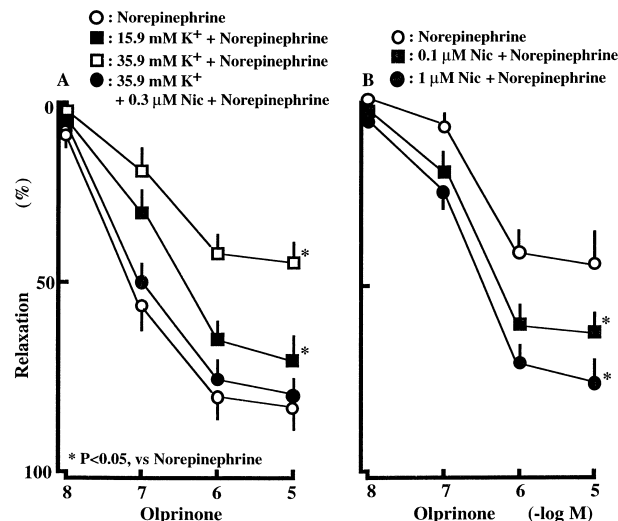 ○ : Norepinephrine
■ : 15.9 mM K⁺ + Norepinephrine
□ : 35.9 mM K⁺ + Norepinephrine
● : 35.9 mM K⁺
+ 0.3 µM Nic + Norepinephrine
A
0
50
100
Relaxation (%)
*
*
* P<0.05, vs Norepinephrine
8 7 6 5
Olprinone
○ : Norepinephrine
■ : 0.1 µM Nic + Norepinephrine
● : 1 µM Nic + Norepinephrine
B
*
*
8 7 6 5
Olprinone (-log M)